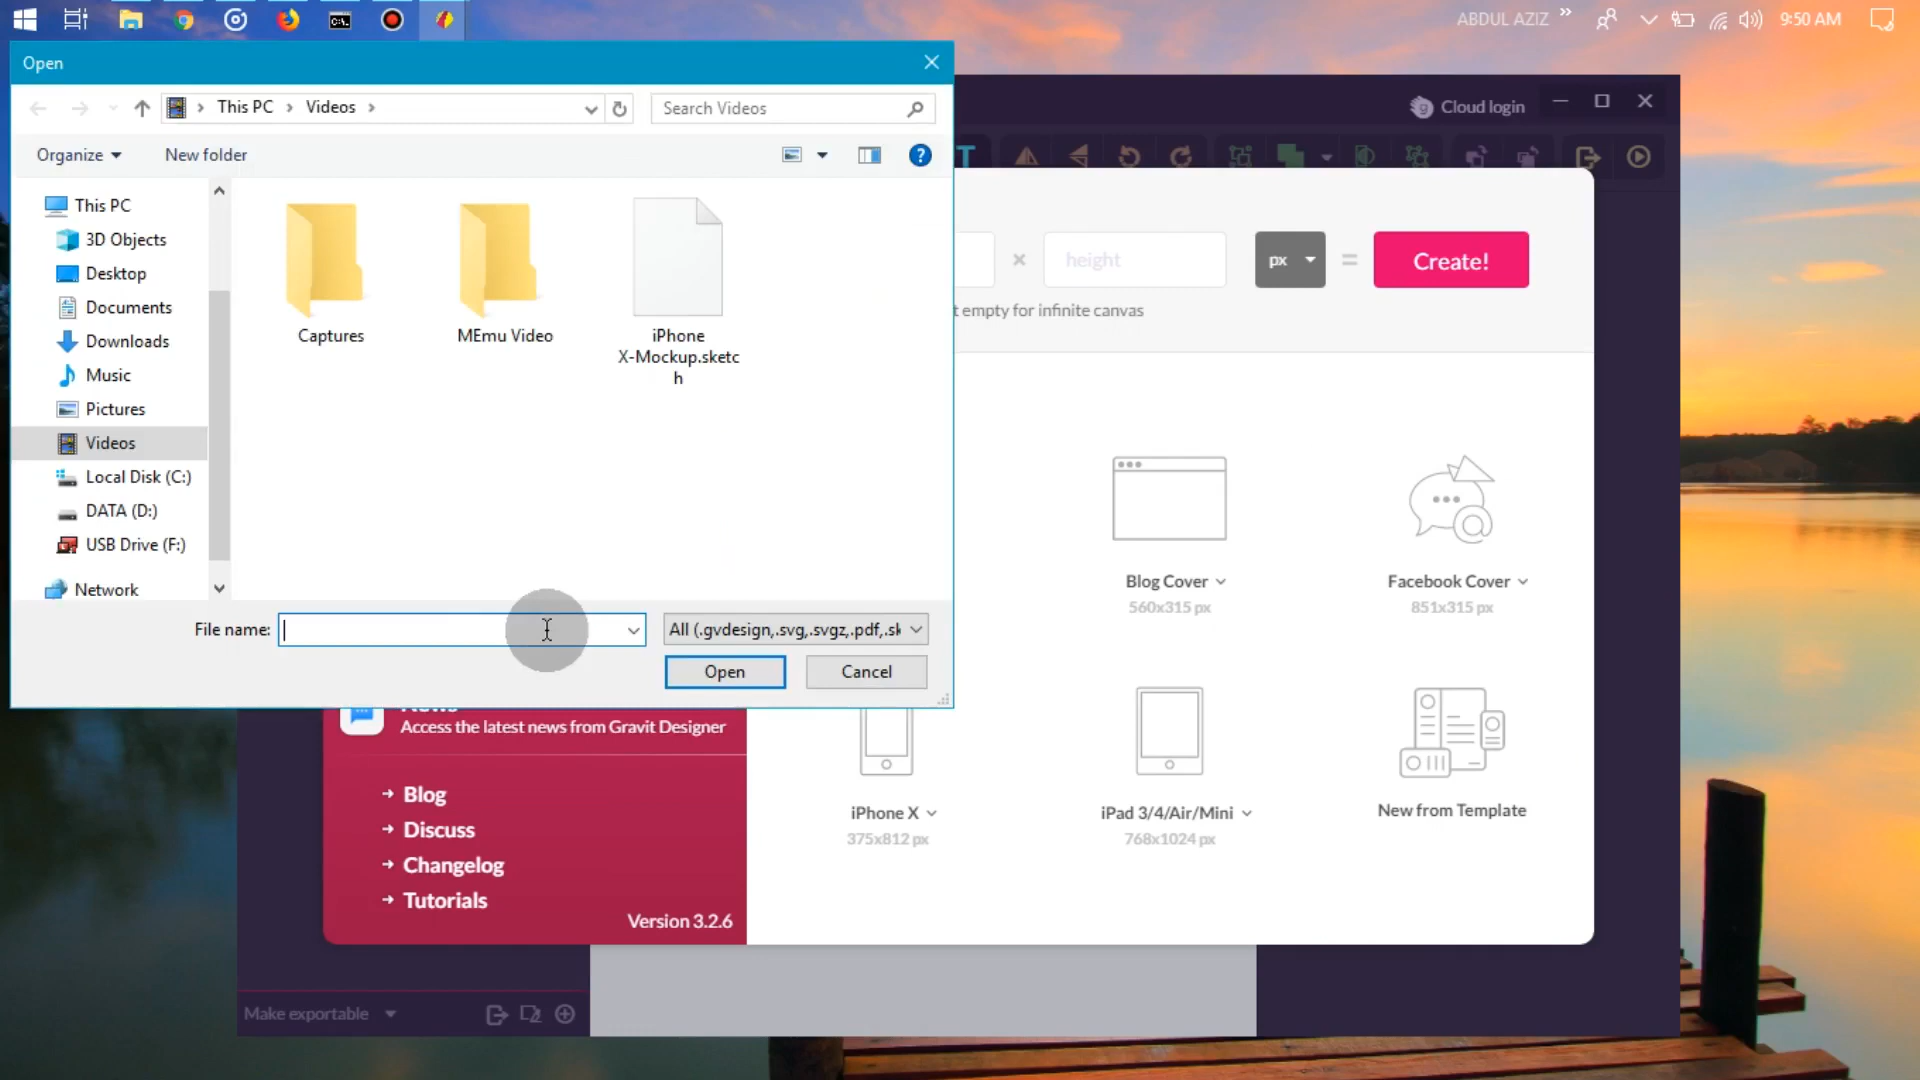 ABDUL AZIZ
9:50 AM
Open
This PC
Videos
Search Videos
Organize
New folder
This PC
3D Objects
Desktop
Documents
Downloads
Music
Pictures
Videos
Local Disk (C:)
DATA (D:)
USB Drive (F:)
Network
Captures
MEmu Video
iPhone
X-Mockup.sketc
h
File name:
All (.gvdesign,.svg,.svgz,.pdf,.sk
Open
Cancel
Cloud login
T
×
height
px
=
Create!
t empty for infinite canvas
Blog Cover
560x315 px
Facebook Cover
851x315 px
iPhone X
375x812 px
iPad 3/4/Air/Mini
768x1024 px
New from Template
Access the latest news from Gravit Designer
Blog
Discuss
Changelog
Tutorials
Version 3.2.6
Make exportable